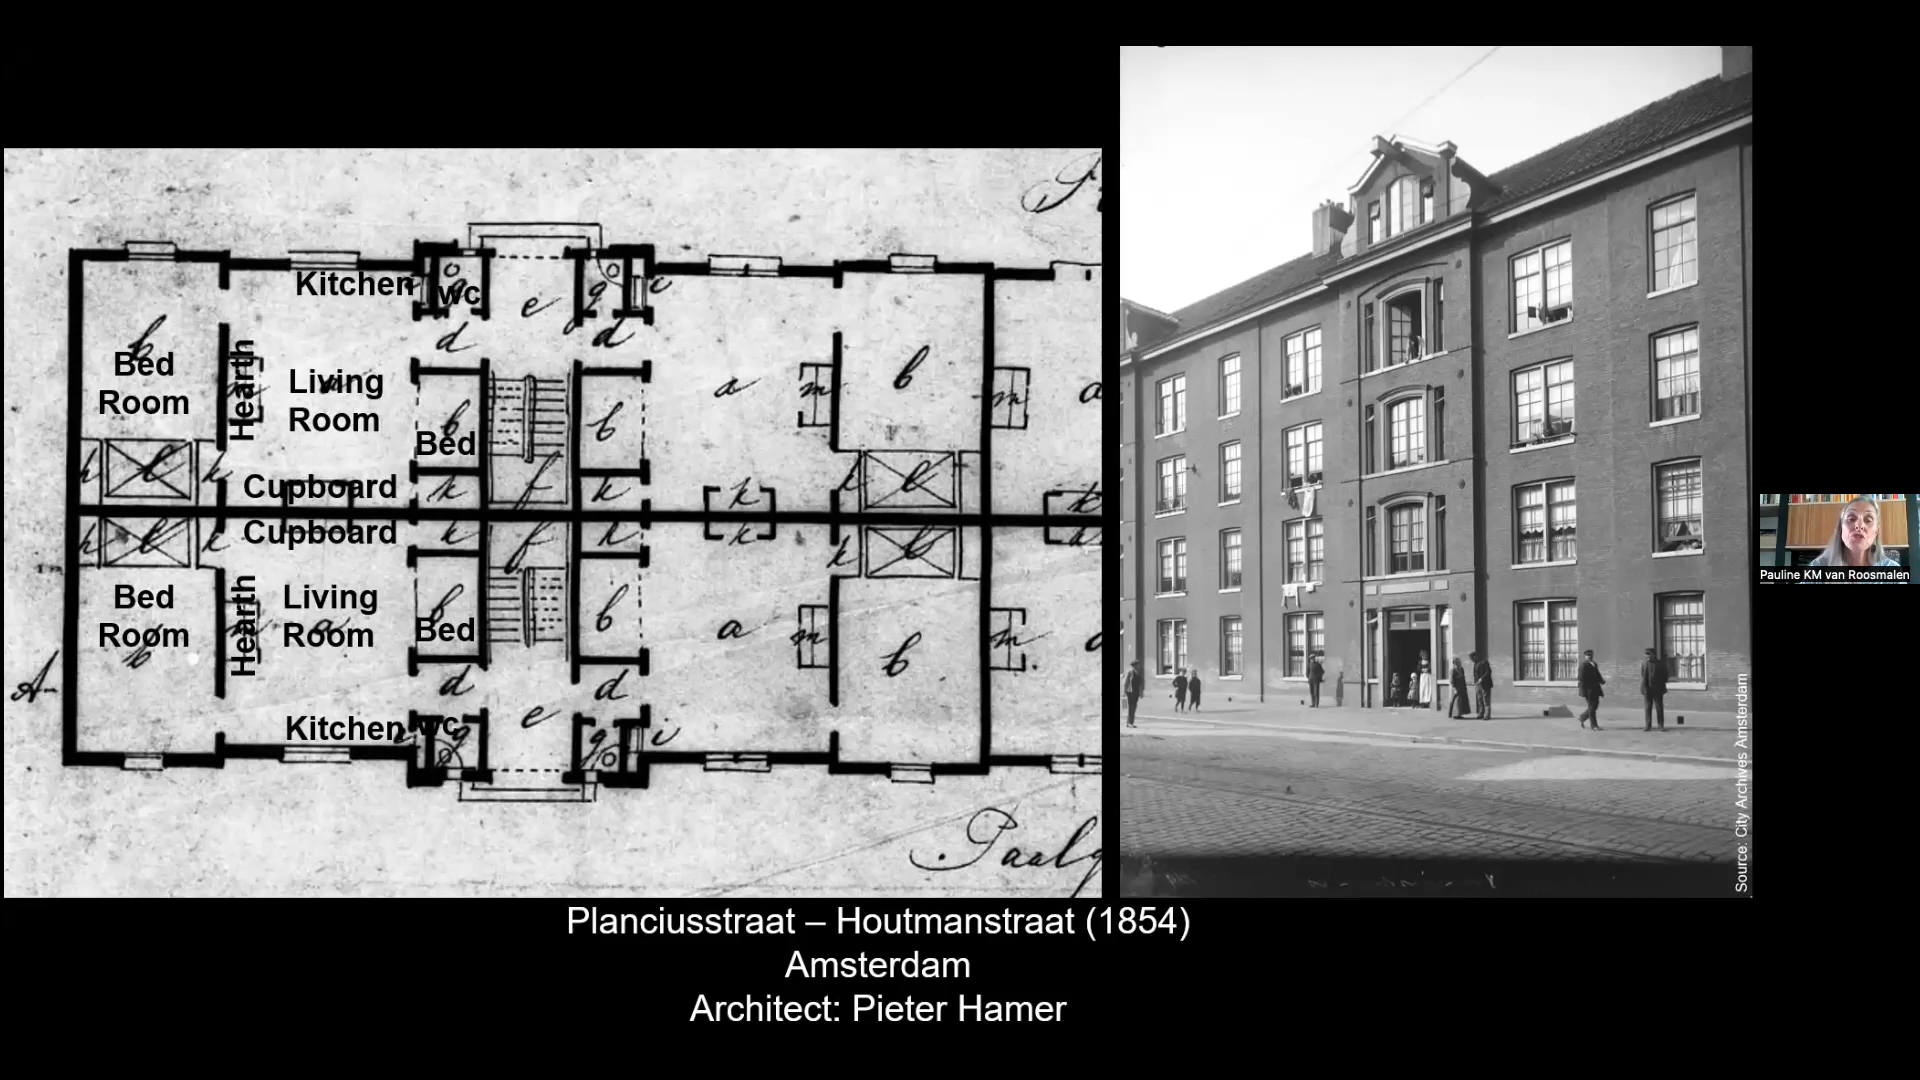 Kitchen
wc
e
g
i
d
d
b
Bed
Room
Hearth
Living
Room
a
m
b
m
a
b
Bed
b
h
l
k
Cupboard
k
f
k
k
k
l
k
h
l
k
Cupboard
k
f
k
k
k
l
Bed
Room
b
Hearth
Living
Room
a
b
Bed
b
a
m
b
m
a
A-
d
d
e
Kitchen
wc
g
g
i
Paalg
Source: City Archives Amsterdam
Planciusstraat – Houtmanstraat (1854)
Amsterdam
Architect: Pieter Hamer
Pauline KM van Roosmalen